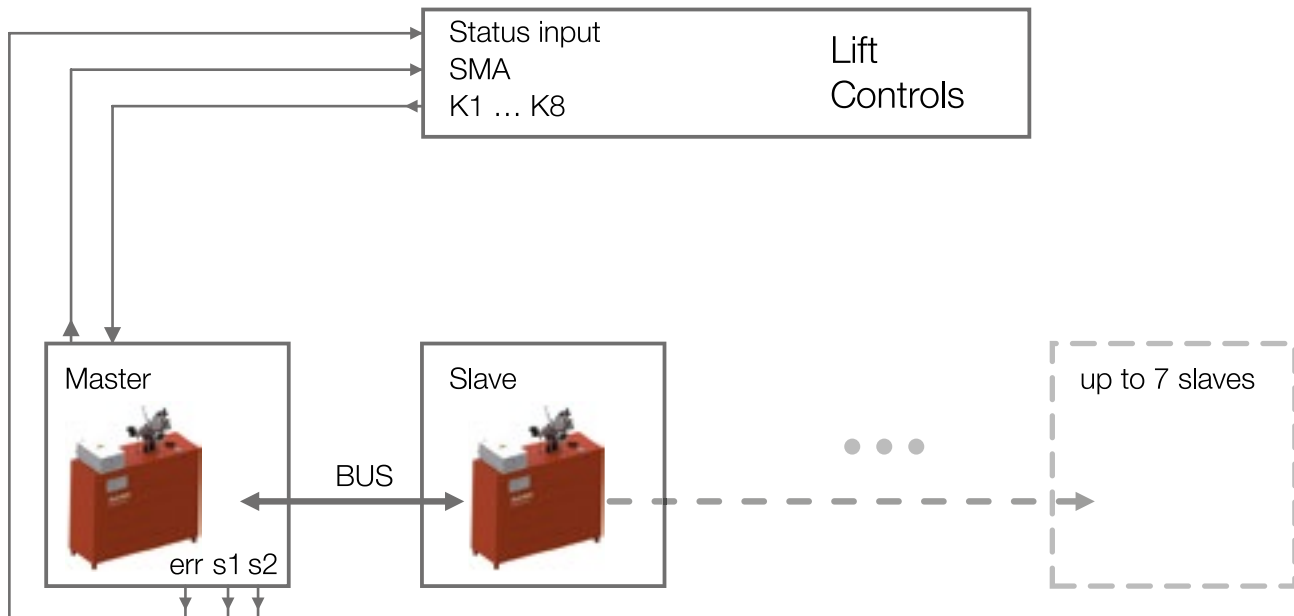 Status input
SMA
K1 ... K8
Lift
Controls
Master
Slave
up to 7 slaves
BUS
err s1 s2